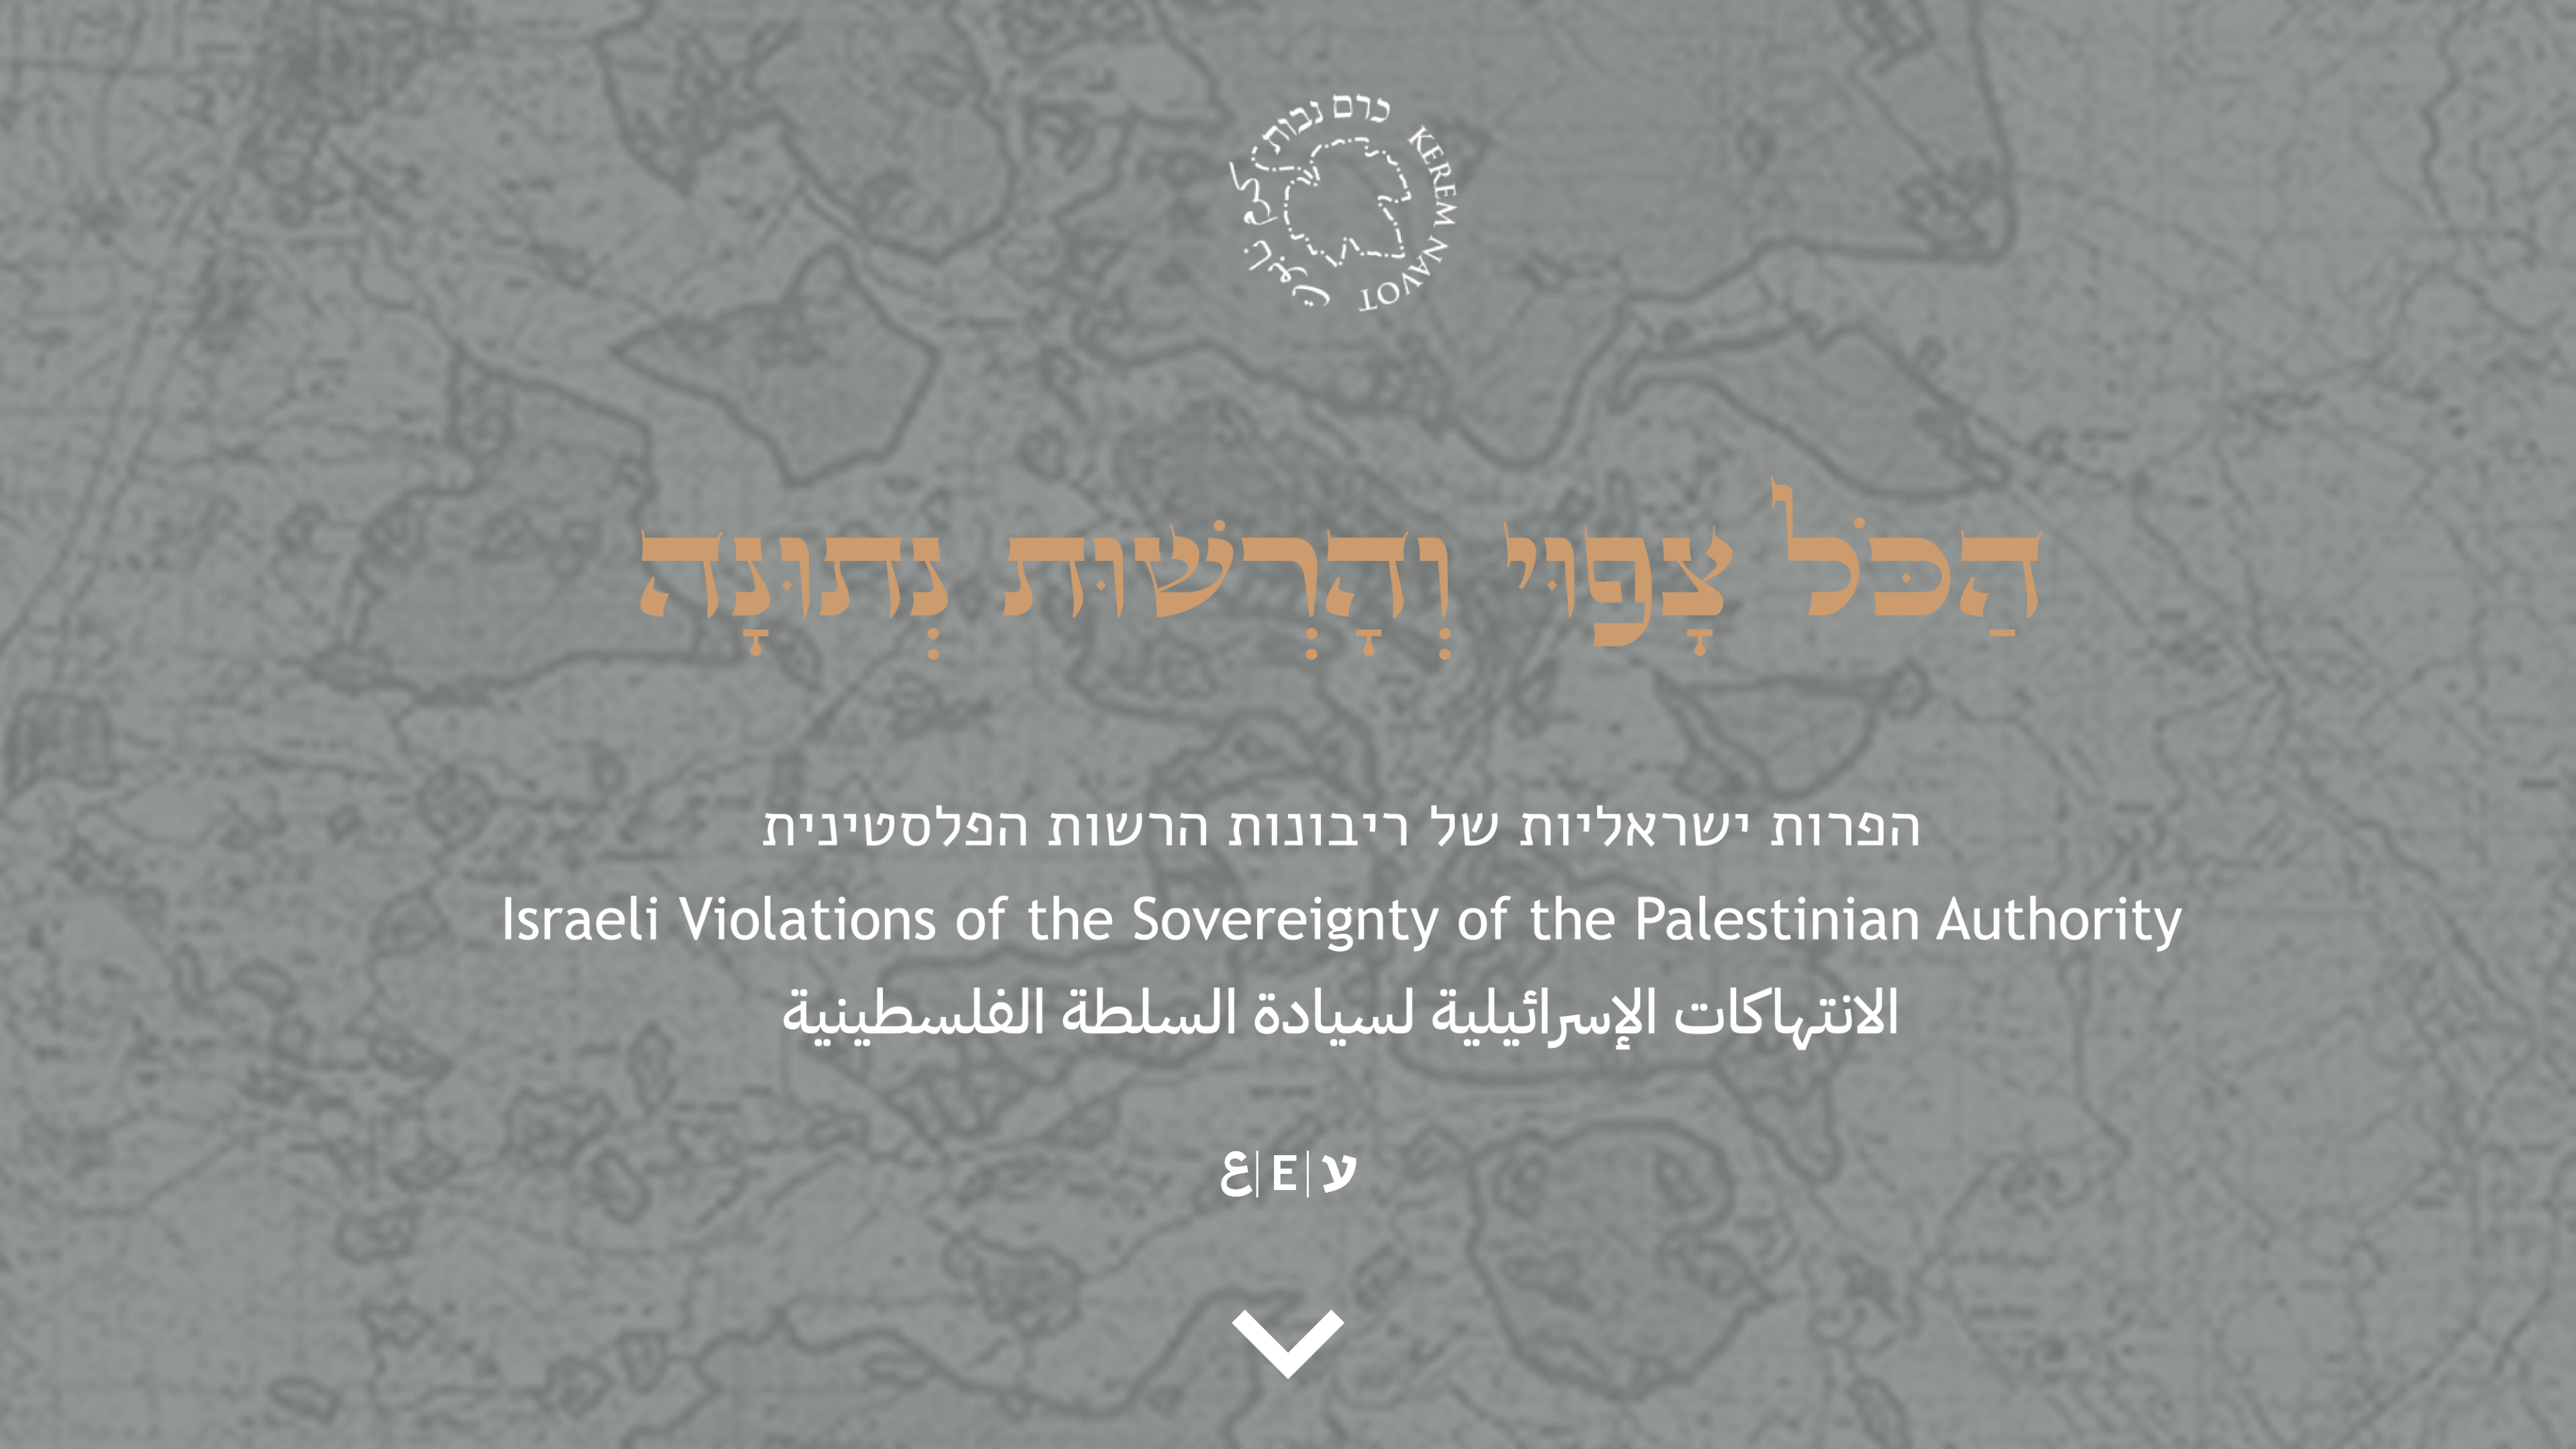 כרם נבות
KEREM NAVOT
كرم نابوت
הַכֹּל צָפוּי וְהָרְשׁוּת נְתוּנָה
הפרות ישראליות של ריבונות הרשות הפלסטינית
Israeli Violations of the Sovereignty of the Palestinian Authority
الانتهاكات الإسرائيلية لسيادة السلطة الفلسطينية
ع|E|ע